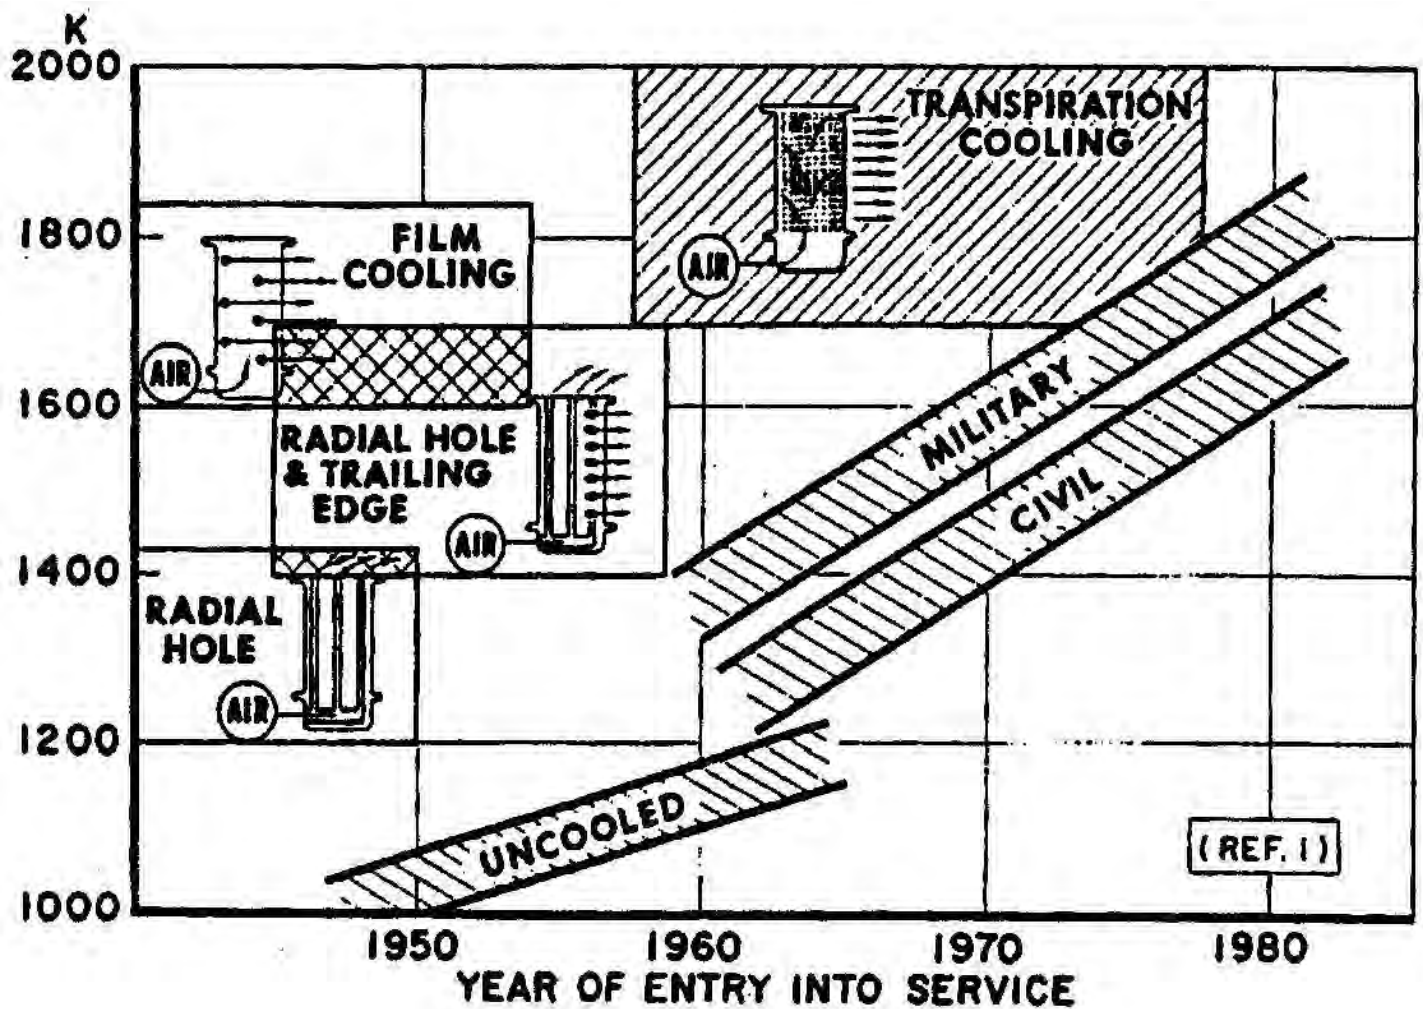 K
2000
1800
1600
1400
1200
1000
TRANSPIRATION
COOLING
AIR
FILM
COOLING
AIR
RADIAL HOLE
& TRAILING
EDGE
AIR
RADIAL
HOLE
AIR
MILITARY
CIVIL
UNCOOLED
(REF. 1)
1950
1960
1970
1980
YEAR OF ENTRY INTO SERVICE